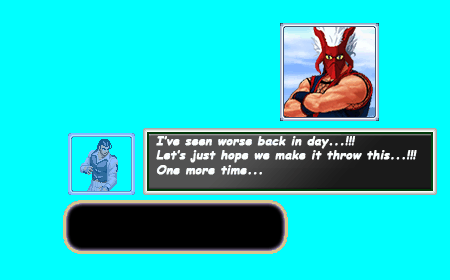 I've seen worse back in day...!!!
Let's just hope we make it throw this...!!!
One more time...